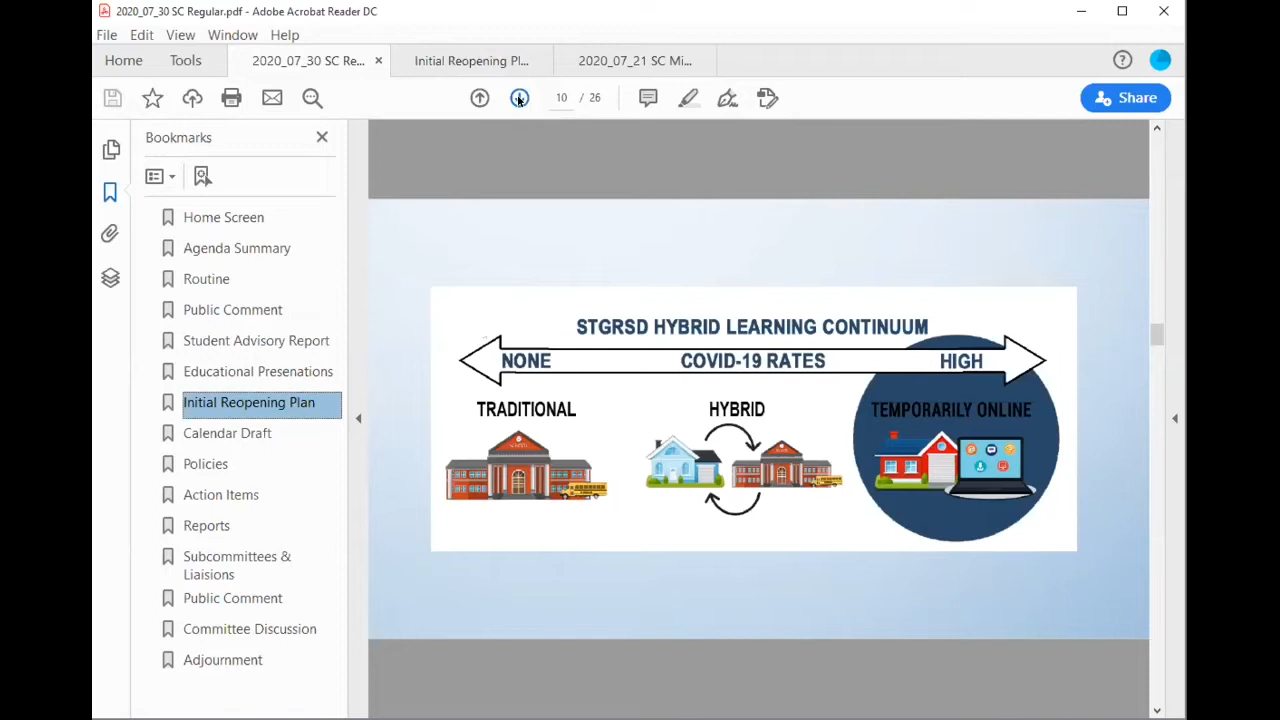 2020_07_30 SC Regular.pdf - Adobe Acrobat Reader DC
File Edit View Window Help
Home Tools 2020_07_30 SC Re... × Initial Reopening Pl... 2020_07_21 SC Mi...
10 / 26 Share
Bookmarks
Home Screen
Agenda Summary
Routine
Public Comment
Student Advisory Report
Educational Presenations
Initial Reopening Plan
Calendar Draft
Policies
Action Items
Reports
Subcommittees &
Liaisions
Public Comment
Committee Discussion
Adjournment
STGRSD HYBRID LEARNING CONTINUUM
NONE COVID-19 RATES HIGH
TRADITIONAL HYBRID TEMPORARILY ONLINE